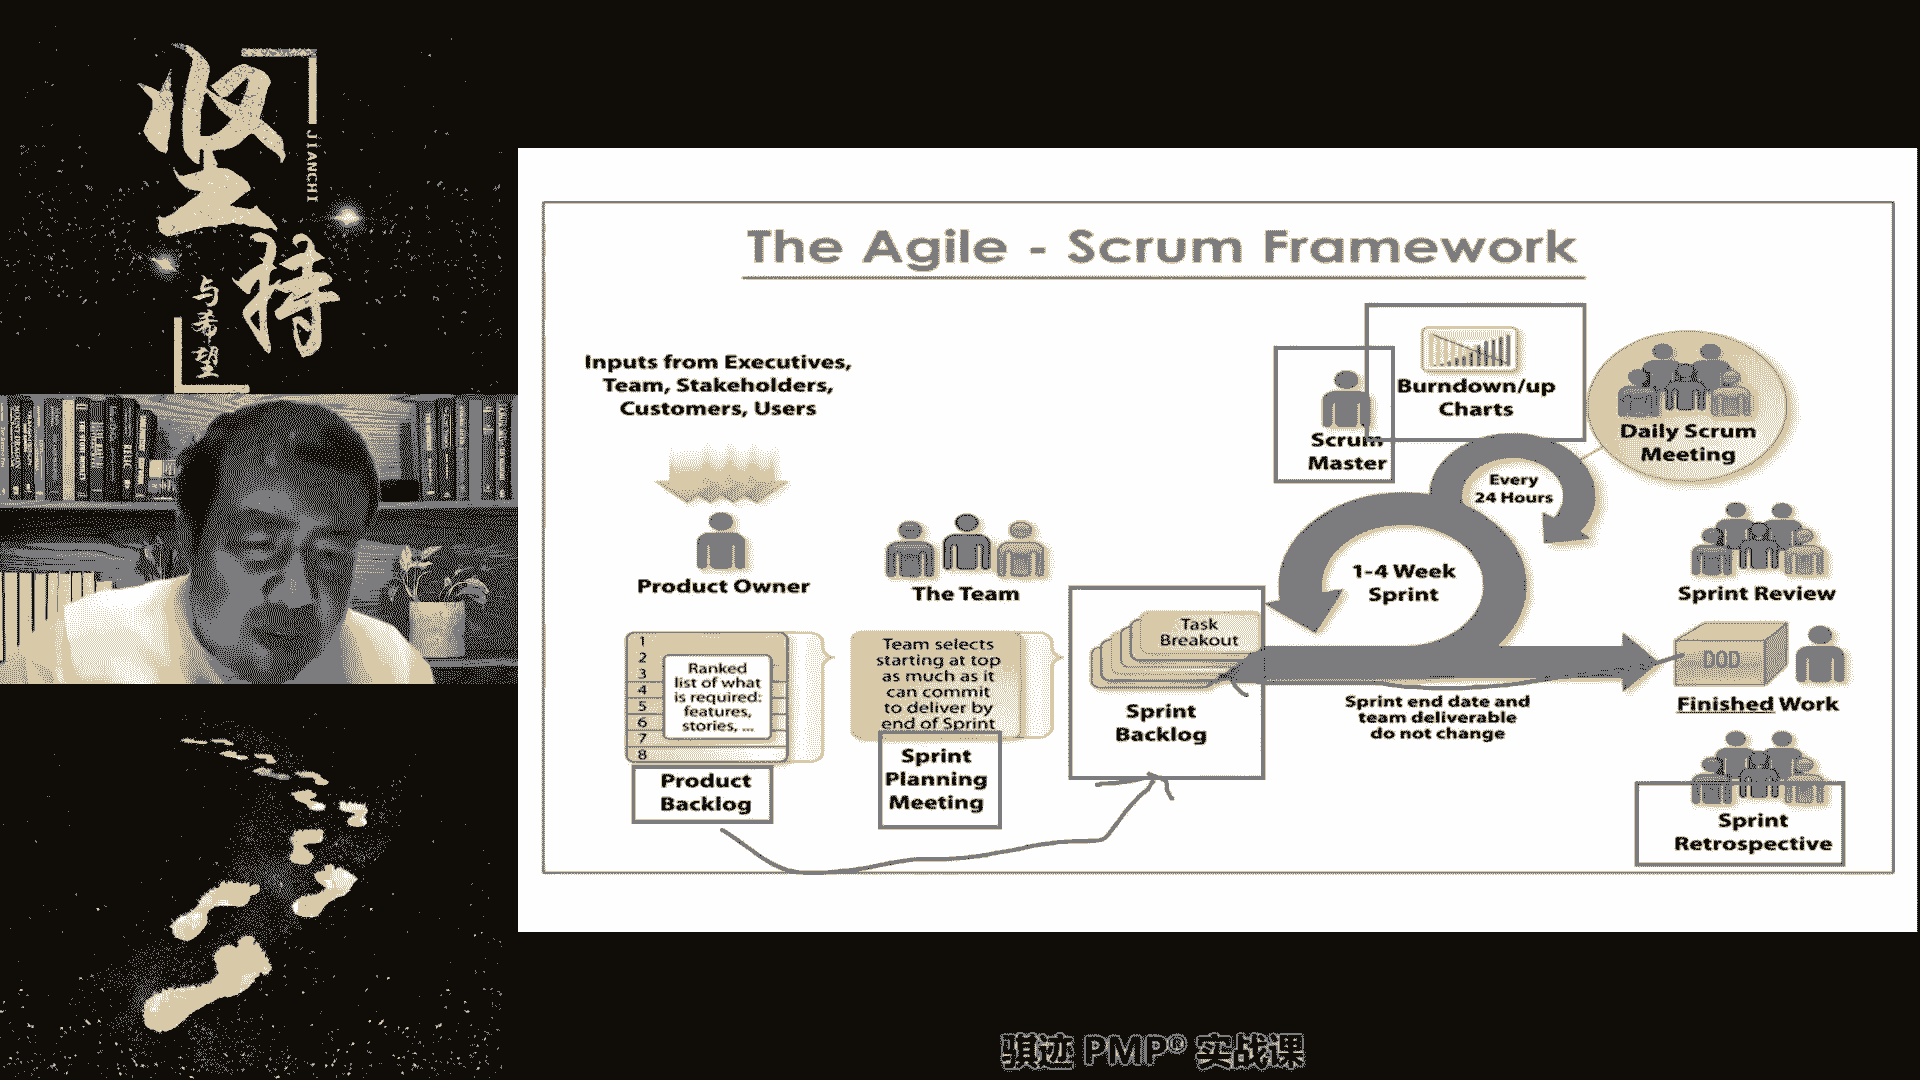 坚持
JIANCHI
与希望
The Agile - Scrum Framework
Inputs from Executives,
Team, Stakeholders,
Customers, Users
Product Owner
The Team
1
2
3
4
5
6
7
8
Ranked
list of what
is required:
features,
stories, ...
Product
Backlog
Team selects
starting at top
as much as it
can commit
to deliver by
end of Sprint
Sprint
Planning
Meeting
Task
Breakout
Sprint
Backlog
Scrum
Master
Burndown/up
Charts
Every
24 Hours
1-4 Week
Sprint
Daily Scrum
Meeting
Sprint end date and
team deliverable
do not change
Sprint Review
DOD
Finished Work
Sprint
Retrospective
骐迹 PMP® 实战课